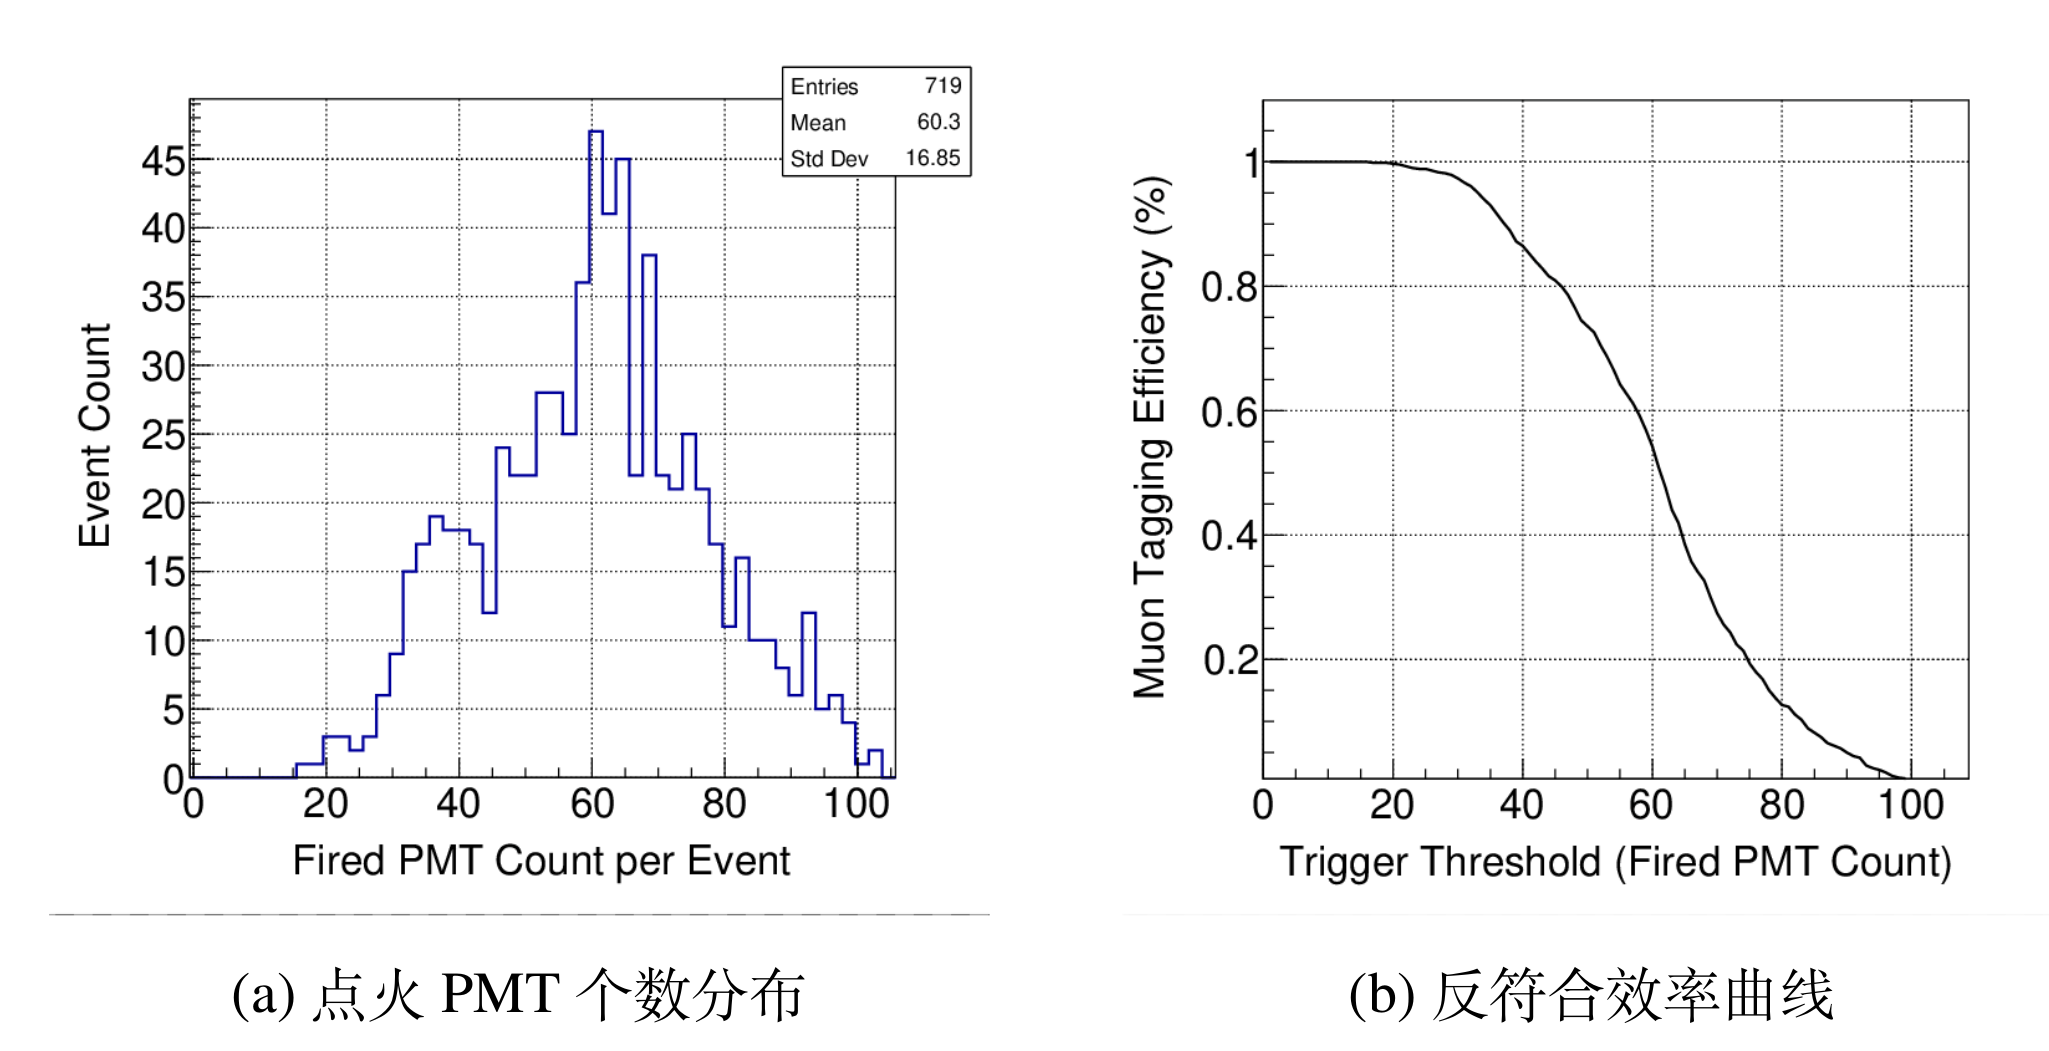 Entries 719
Mean 60.3
Std Dev 16.85
Event Count
45
40
35
30
25
20
15
10
5
0
0 20 40 60 80 100
Fired PMT Count per Event
(a) 点火 PMT 个数分布
Muon Tagging Efficiency (%)
1
0.8
0.6
0.4
0.2
0 20 40 60 80 100
Trigger Threshold (Fired PMT Count)
(b) 反符合效率曲线